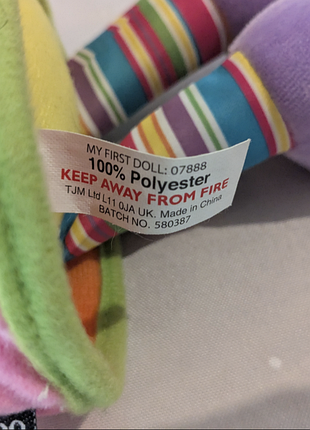 MY FIRST DOLL: 07888
100% Polyester
KEEP AWAY FROM FIRE
TJM Ltd L11 0JA UK. Made in China
BATCH NO. 580387